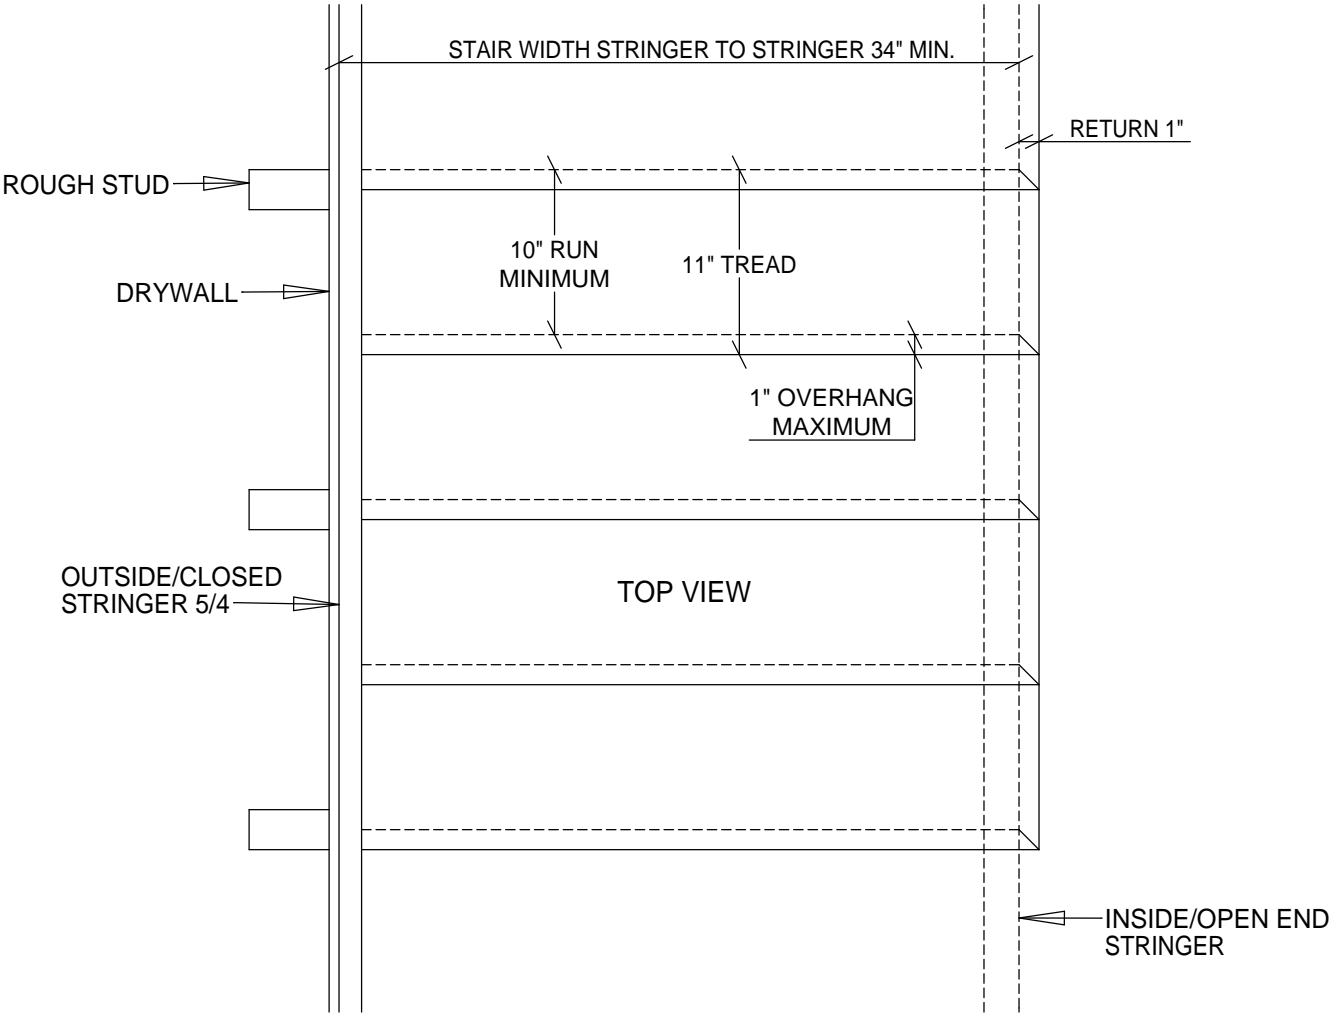 STAIR WIDTH STRINGER TO STRINGER 34" MIN.
RETURN 1"
ROUGH STUD
10" RUN
MINIMUM
11" TREAD
DRYWALL
1" OVERHANG
MAXIMUM
OUTSIDE/CLOSED
STRINGER 5/4
TOP VIEW
INSIDE/OPEN END
STRINGER